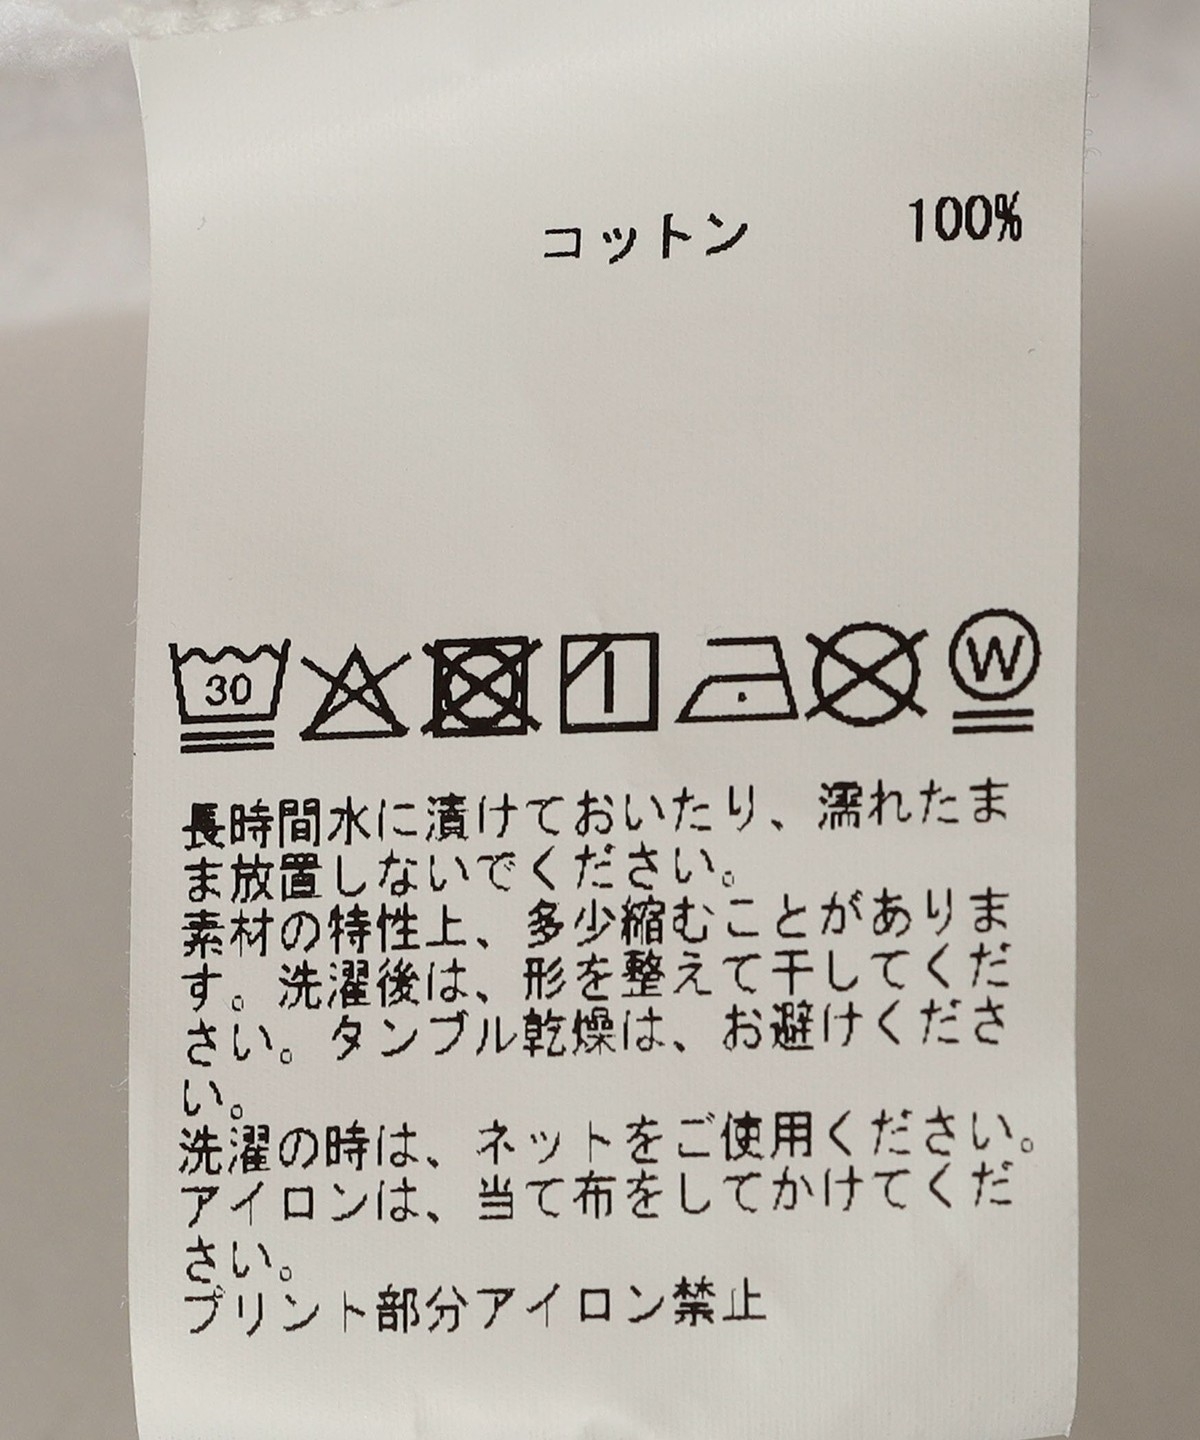 コットン 100%
30 W
長時間水に漬けておいたり、濡れたま
ま放置しないでください。
素材の特性上、多少縮むことがありま
す。洗濯後は、形を整えて干してくだ
さい。タンブル乾燥は、お避けくださ
い。
洗濯の時は、ネットをご使用ください。
アイロンは、当て布をしてかけてくだ
さい。
プリント部分アイロン禁止